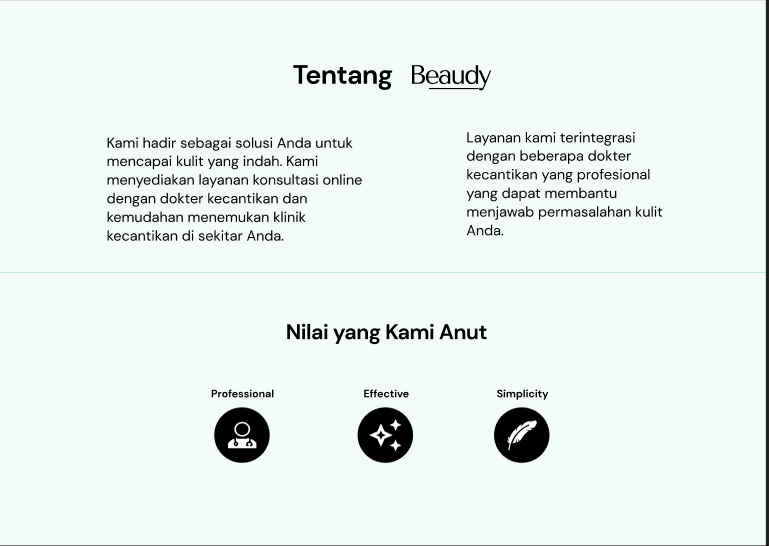 Tentang Beaudy
Kami hadir sebagai solusi Anda untuk
mencapai kulit yang indah. Kami
menyediakan layanan konsultasi online
dengan dokter kecantikan dan
kemudahan menemukan klinik
kecantikan di sekitar Anda.
Layanan kami terintegrasi
dengan beberapa dokter
kecantikan yang profesional
yang dapat membantu
menjawab permasalahan kulit
Anda.
Nilai yang Kami Anut
Professional
Effective
Simplicity